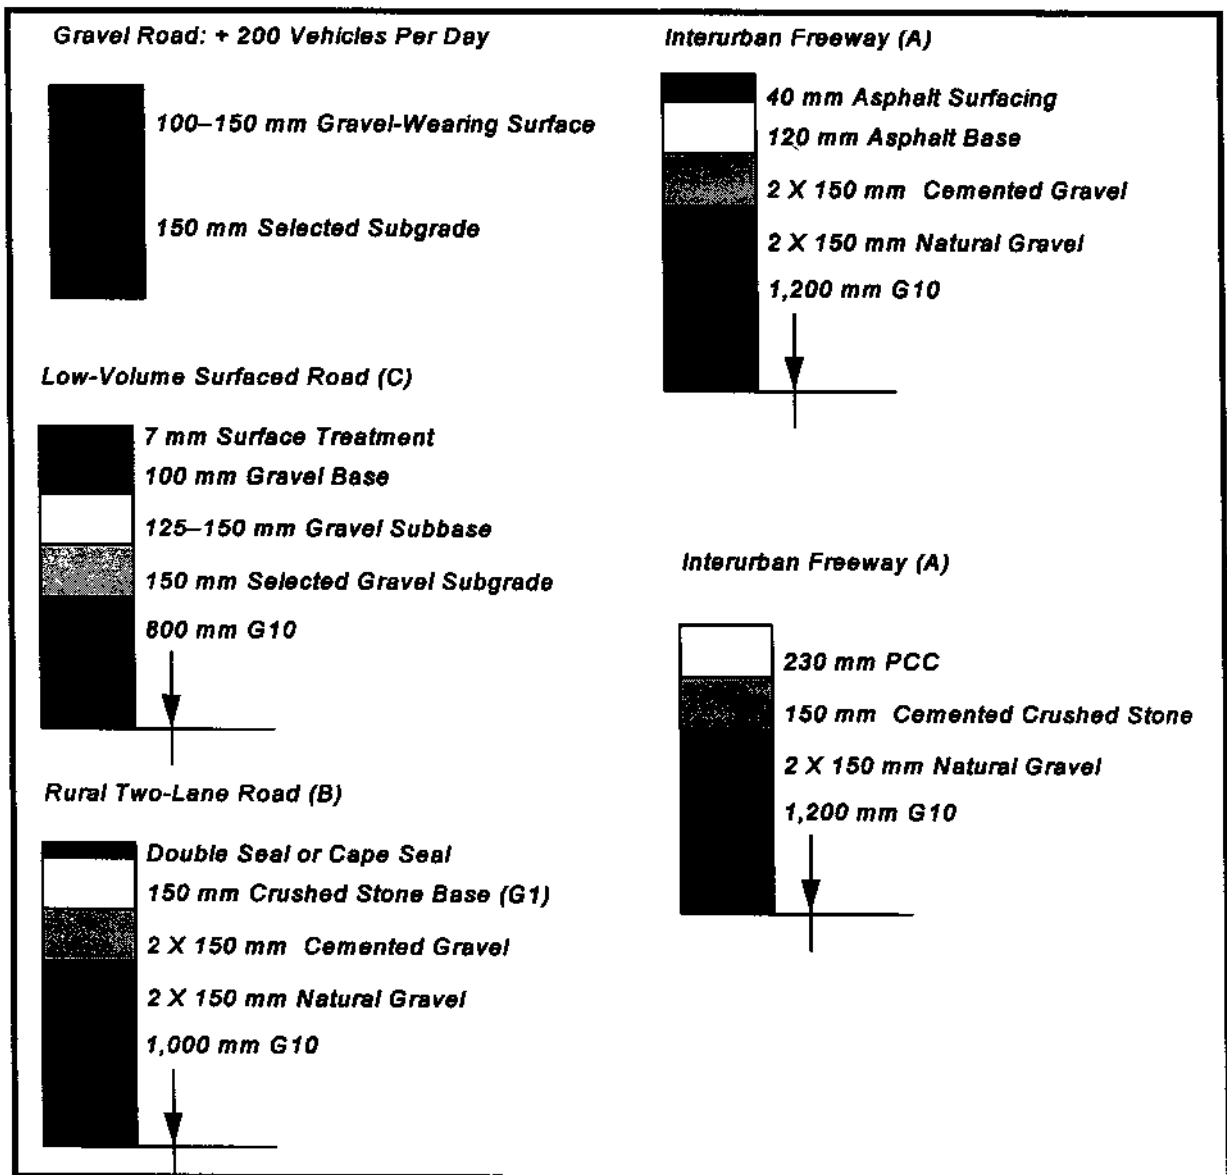 Gravel Road: + 200 Vehicles Per Day
100–150 mm Gravel-Wearing Surface
150 mm Selected Subgrade
Low-Volume Surfaced Road (C)
7 mm Surface Treatment
100 mm Gravel Base
125–150 mm Gravel Subbase
150 mm Selected Gravel Subgrade
800 mm G10
Rural Two-Lane Road (B)
Double Seal or Cape Seal
150 mm Crushed Stone Base (G1)
2 X 150 mm Cemented Gravel
2 X 150 mm Natural Gravel
1,000 mm G10
Interurban Freeway (A)
40 mm Asphalt Surfacing
120 mm Asphalt Base
2 X 150 mm Cemented Gravel
2 X 150 mm Natural Gravel
1,200 mm G10
Interurban Freeway (A)
230 mm PCC
150 mm Cemented Crushed Stone
2 X 150 mm Natural Gravel
1,200 mm G10